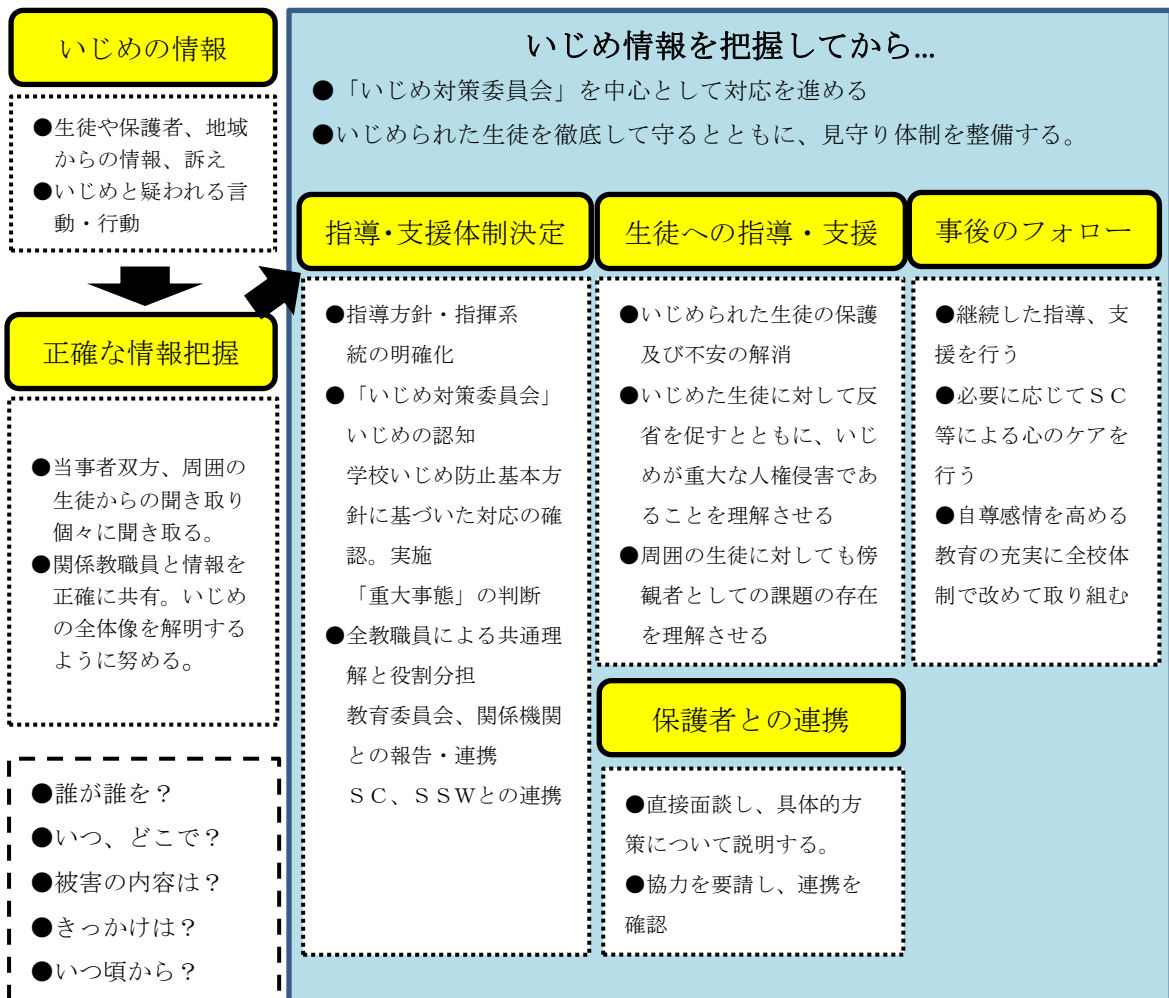 いじめの情報
●生徒や保護者、地域
からの情報、訴え
●いじめと疑われる言
動・行動
正確な情報把握
●当事者双方、周囲の
生徒からの聞き取り
個々に聞き取る。
●関係教職員と情報を
正確に共有。いじめ
の全体像を解明する
ように努める。
●誰が誰を？
●いつ、どこで？
●被害の内容は？
●きっかけは？
●いつ頃から？
いじめ情報を把握してから…
●「いじめ対策委員会」を中心として対応を進める
●いじめられた生徒を徹底して守るとともに、見守り体制を整備する。
指導・支援体制決定
●指導方針・指揮系
統の明確化
●「いじめ対策委員会」
いじめの認知
学校いじめ防止基本方
針に基づいた対応の確
認。実施
「重大事態」の判断
●全教職員による共通理
解と役割分担
教育委員会、関係機関
との報告・連携
ＳＣ、ＳＳＷとの連携
生徒への指導・支援
●いじめられた生徒の保護
及び不安の解消
●いじめた生徒に対して反
省を促すとともに、いじ
めが重大な人権侵害であ
ることを理解させる
●周囲の生徒に対しても傍
観者としての課題の存在
を理解させる
保護者との連携
●直接面談し、具体的方
策について説明する。
●協力を要請し、連携を
確認
事後のフォロー
●継続した指導、支
援を行う
●必要に応じてＳＣ
等による心のケアを
行う
●自尊感情を高める
教育の充実に全校体
制で改めて取り組む